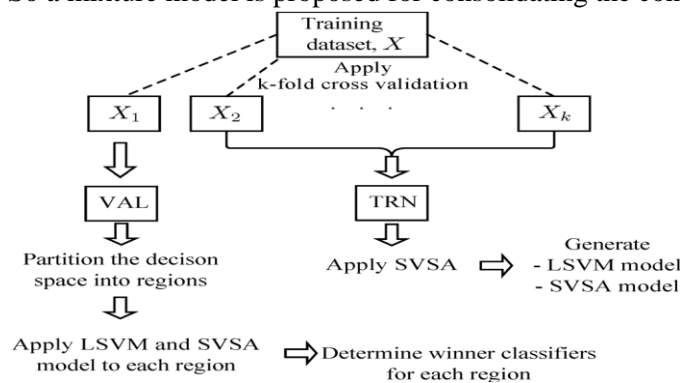 So a mixture model is proposed for consolidating the con
Training
dataset, X
Apply
k-fold cross validation
X1 X2 . . . Xk
VAL
TRN
Partition the decison
space into regions
Apply SVSA
Generate
- LSVM model
- SVSA model
Apply LSVM and SVSA
model to each region
Determine winner classifiers
for each region